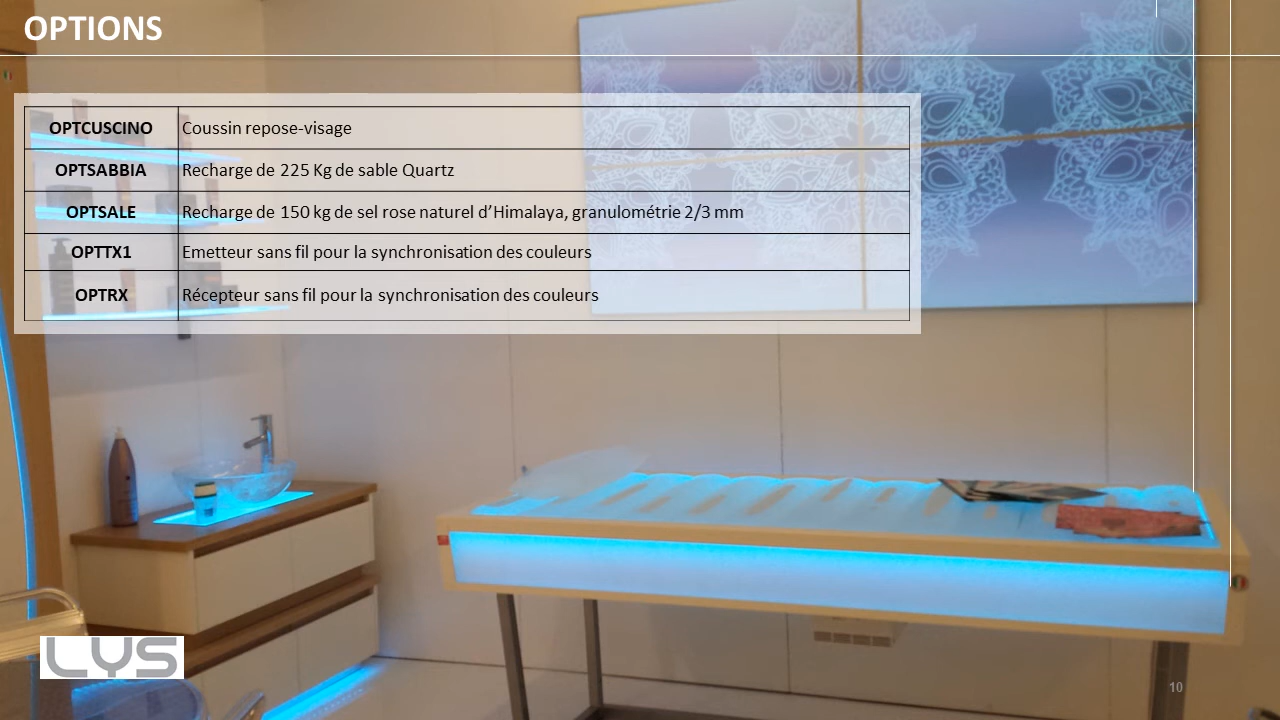 OPTIONS
OPTCUSCINO Coussin repose-visage
OPTSABBIA Recharge de 225 Kg de sable Quartz
OPTSALE Recharge de 150 kg de sel rose naturel d’Himalaya, granulométrie 2/3 mm
OPTTX1 Emetteur sans fil pour la synchronisation des couleurs
OPTRX Récepteur sans fil pour la synchronisation des couleurs
LYS
10